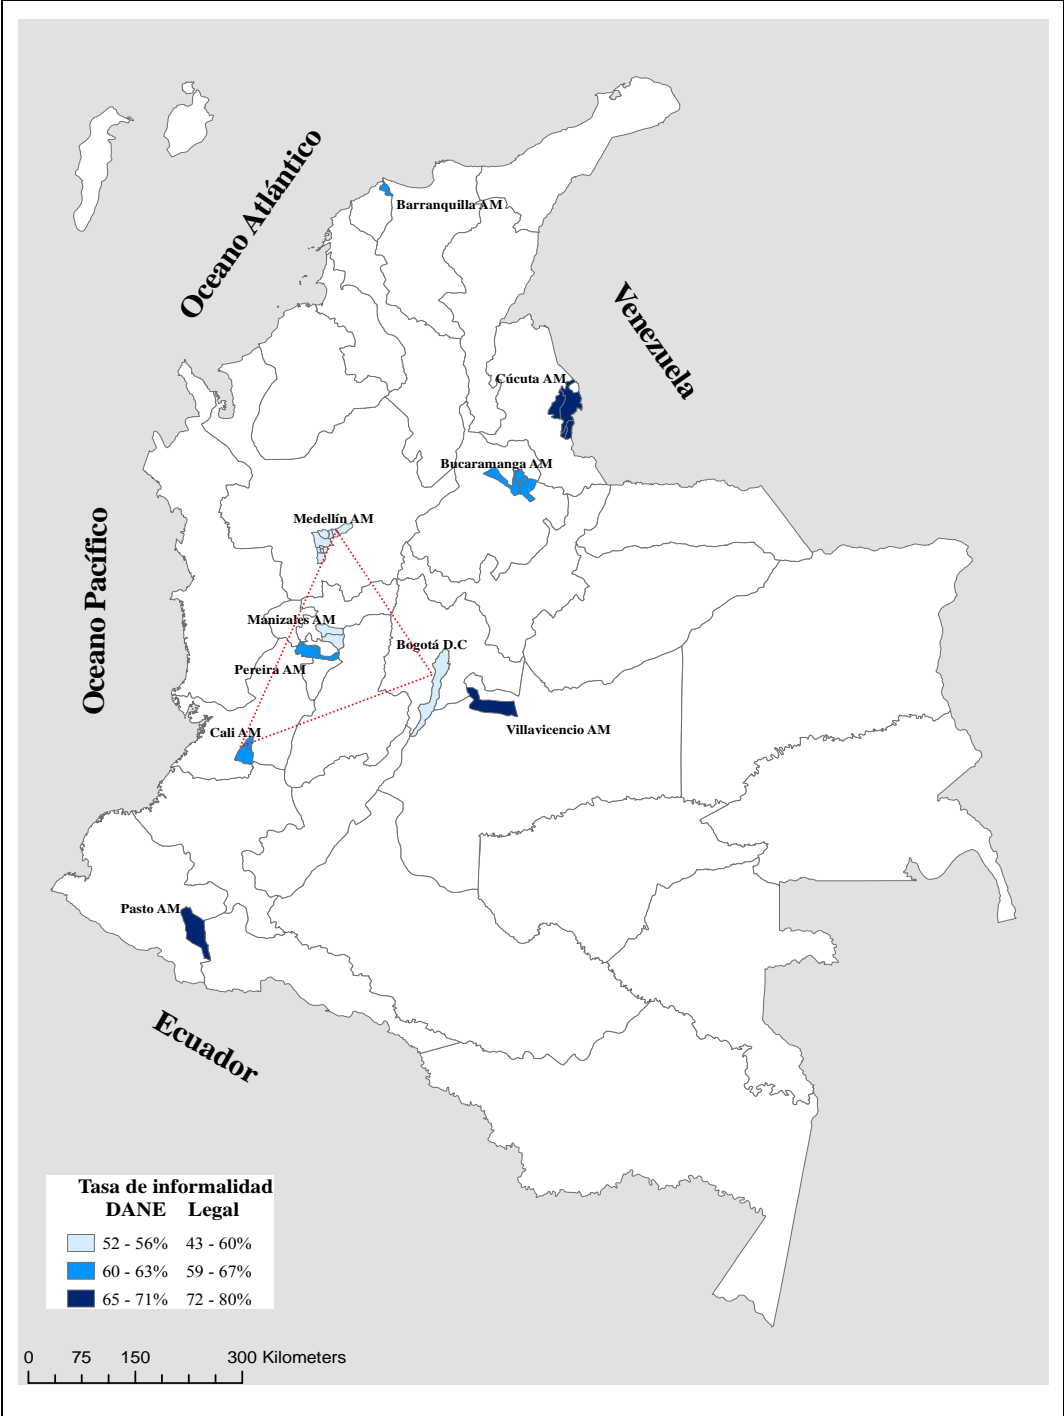 Oceano Atlántico
Barranquilla AM
Venezuela
Cúcuta AM
Bucaramanga AM
Medellín AM
Oceano Pacífico
Manizales AM
Bogotá D.C
Pereira AM
Villavicencio AM
Cali AM
Pasto AM
Ecuador
Tasa de informalidad
DANE Legal
52 - 56% 43 - 60%
60 - 63% 59 - 67%
65 - 71% 72 - 80%
0 75 150 300 Kilometers